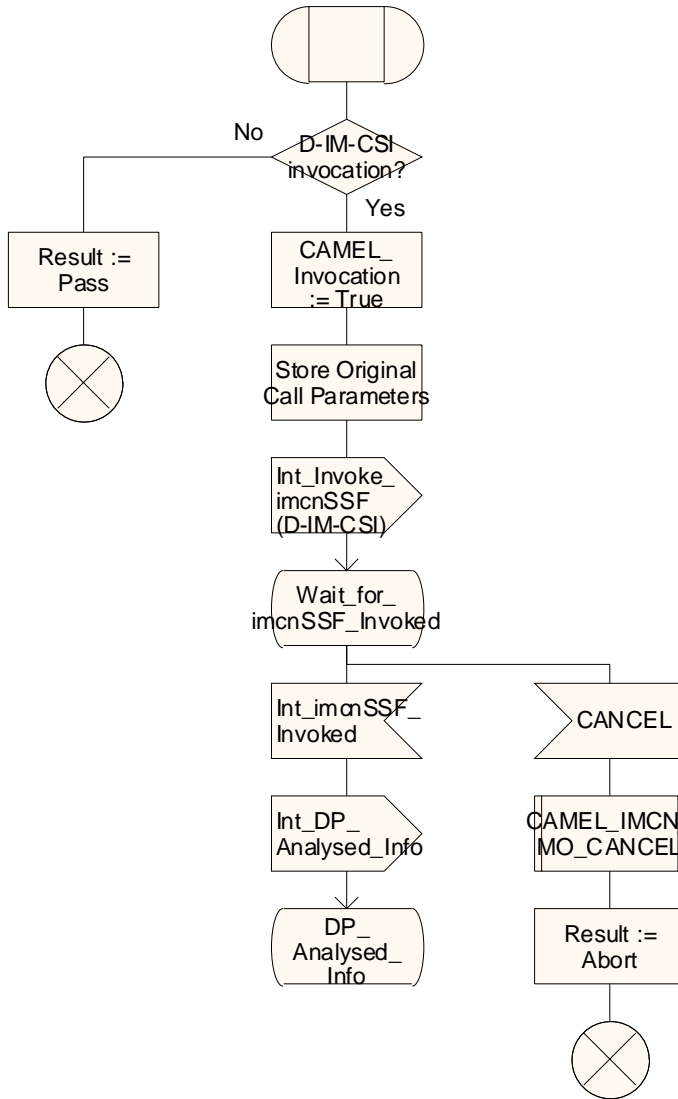 D-IM-CSI
invocation?
No
Yes
Result :=
Pass
CAMEL_
Invocation
:= True
Store Original
Call Parameters
Int_Invoke_
imcnSSF
(D-IM-CSI)
Wait_for_
imcnSSF_Invoked
Int_imcnSSF_
Invoked
CANCEL
Int_DP_
Analysed_Info
CAMEL_IMCN
MO_CANCEL
DP_
Analysed_
Info
Result :=
Abort